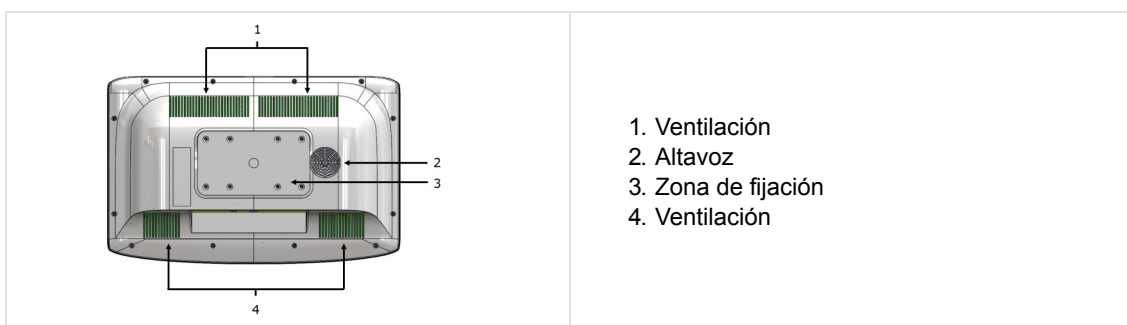 1
2
3
4
1. Ventilación
2. Altavoz
3. Zona de fijación
4. Ventilación